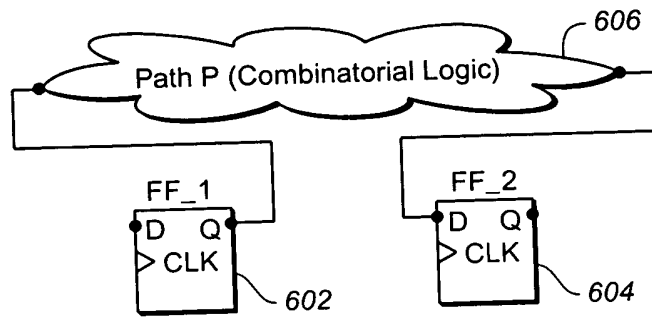 606
Path P (Combinatorial Logic)
FF_1
D Q
CLK
602
FF_2
D Q
CLK
604